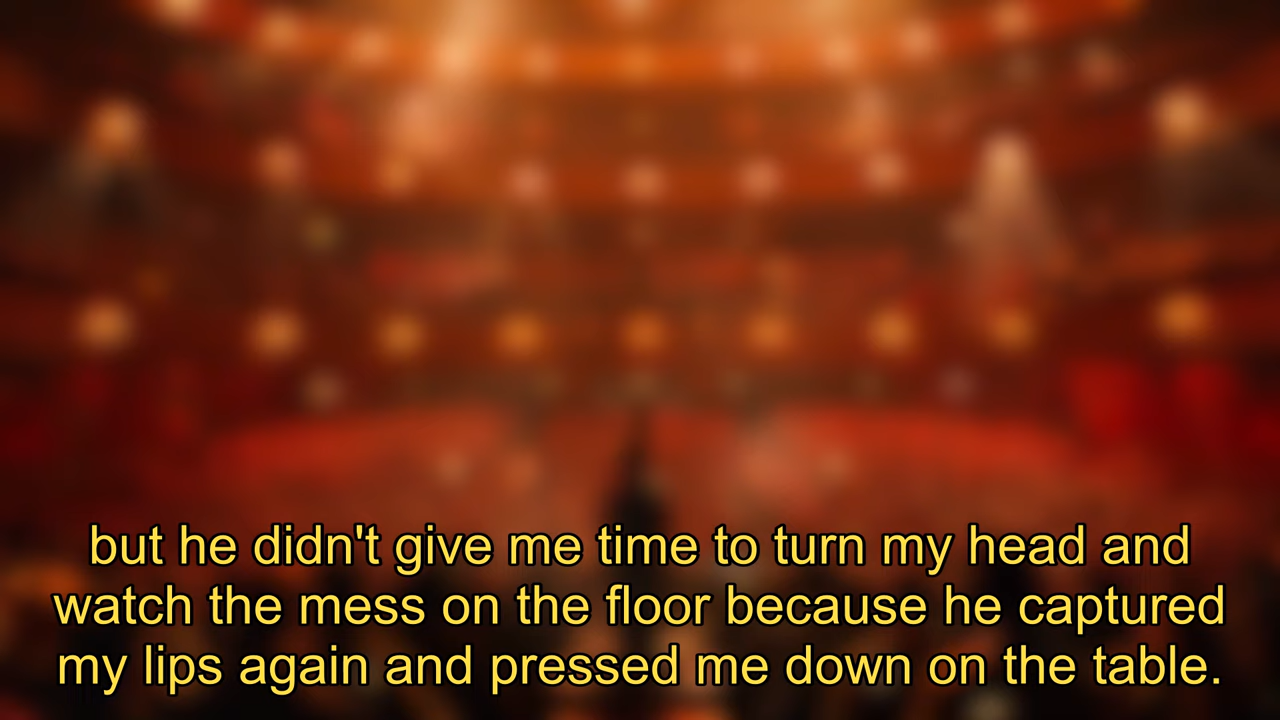 but he didn't give me time to turn my head and
watch the mess on the floor because he captured
my lips again and pressed me down on the table.